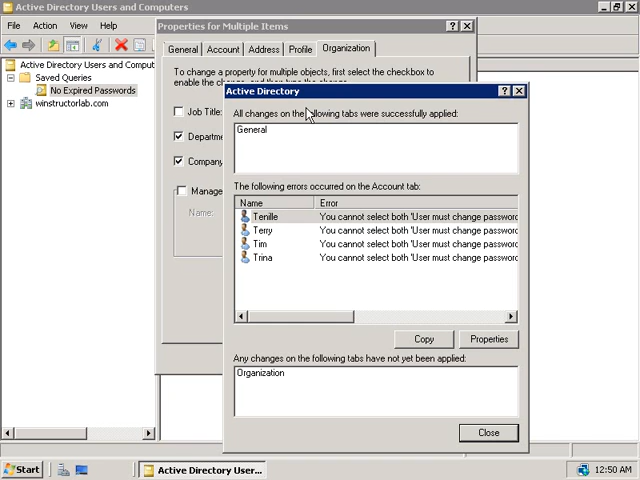 Active Directory Users and Computers
File Action View Help
Active Directory Users and Comput
Saved Queries
No Expired Passwords
winstructorlab.com
Properties for Multiple Items
General Account Address Profile Organization
To change a property for multiple objects, first select the checkbox to
enable the change, and then type the change.
Job Title:
Departme
Company
Manage
Name:
Active Directory
All changes on the following tabs were successfully applied:
General
The following errors occurred on the Account tab:
Name Error
Tenille You cannot select both 'User must change password
Terry You cannot select both 'User must change password
Tim You cannot select both 'User must change password
Trina You cannot select both 'User must change password
Copy Properties
Any changes on the following tabs have not yet been applied:
Organization
Close
Start Active Directory User... 12:50 AM